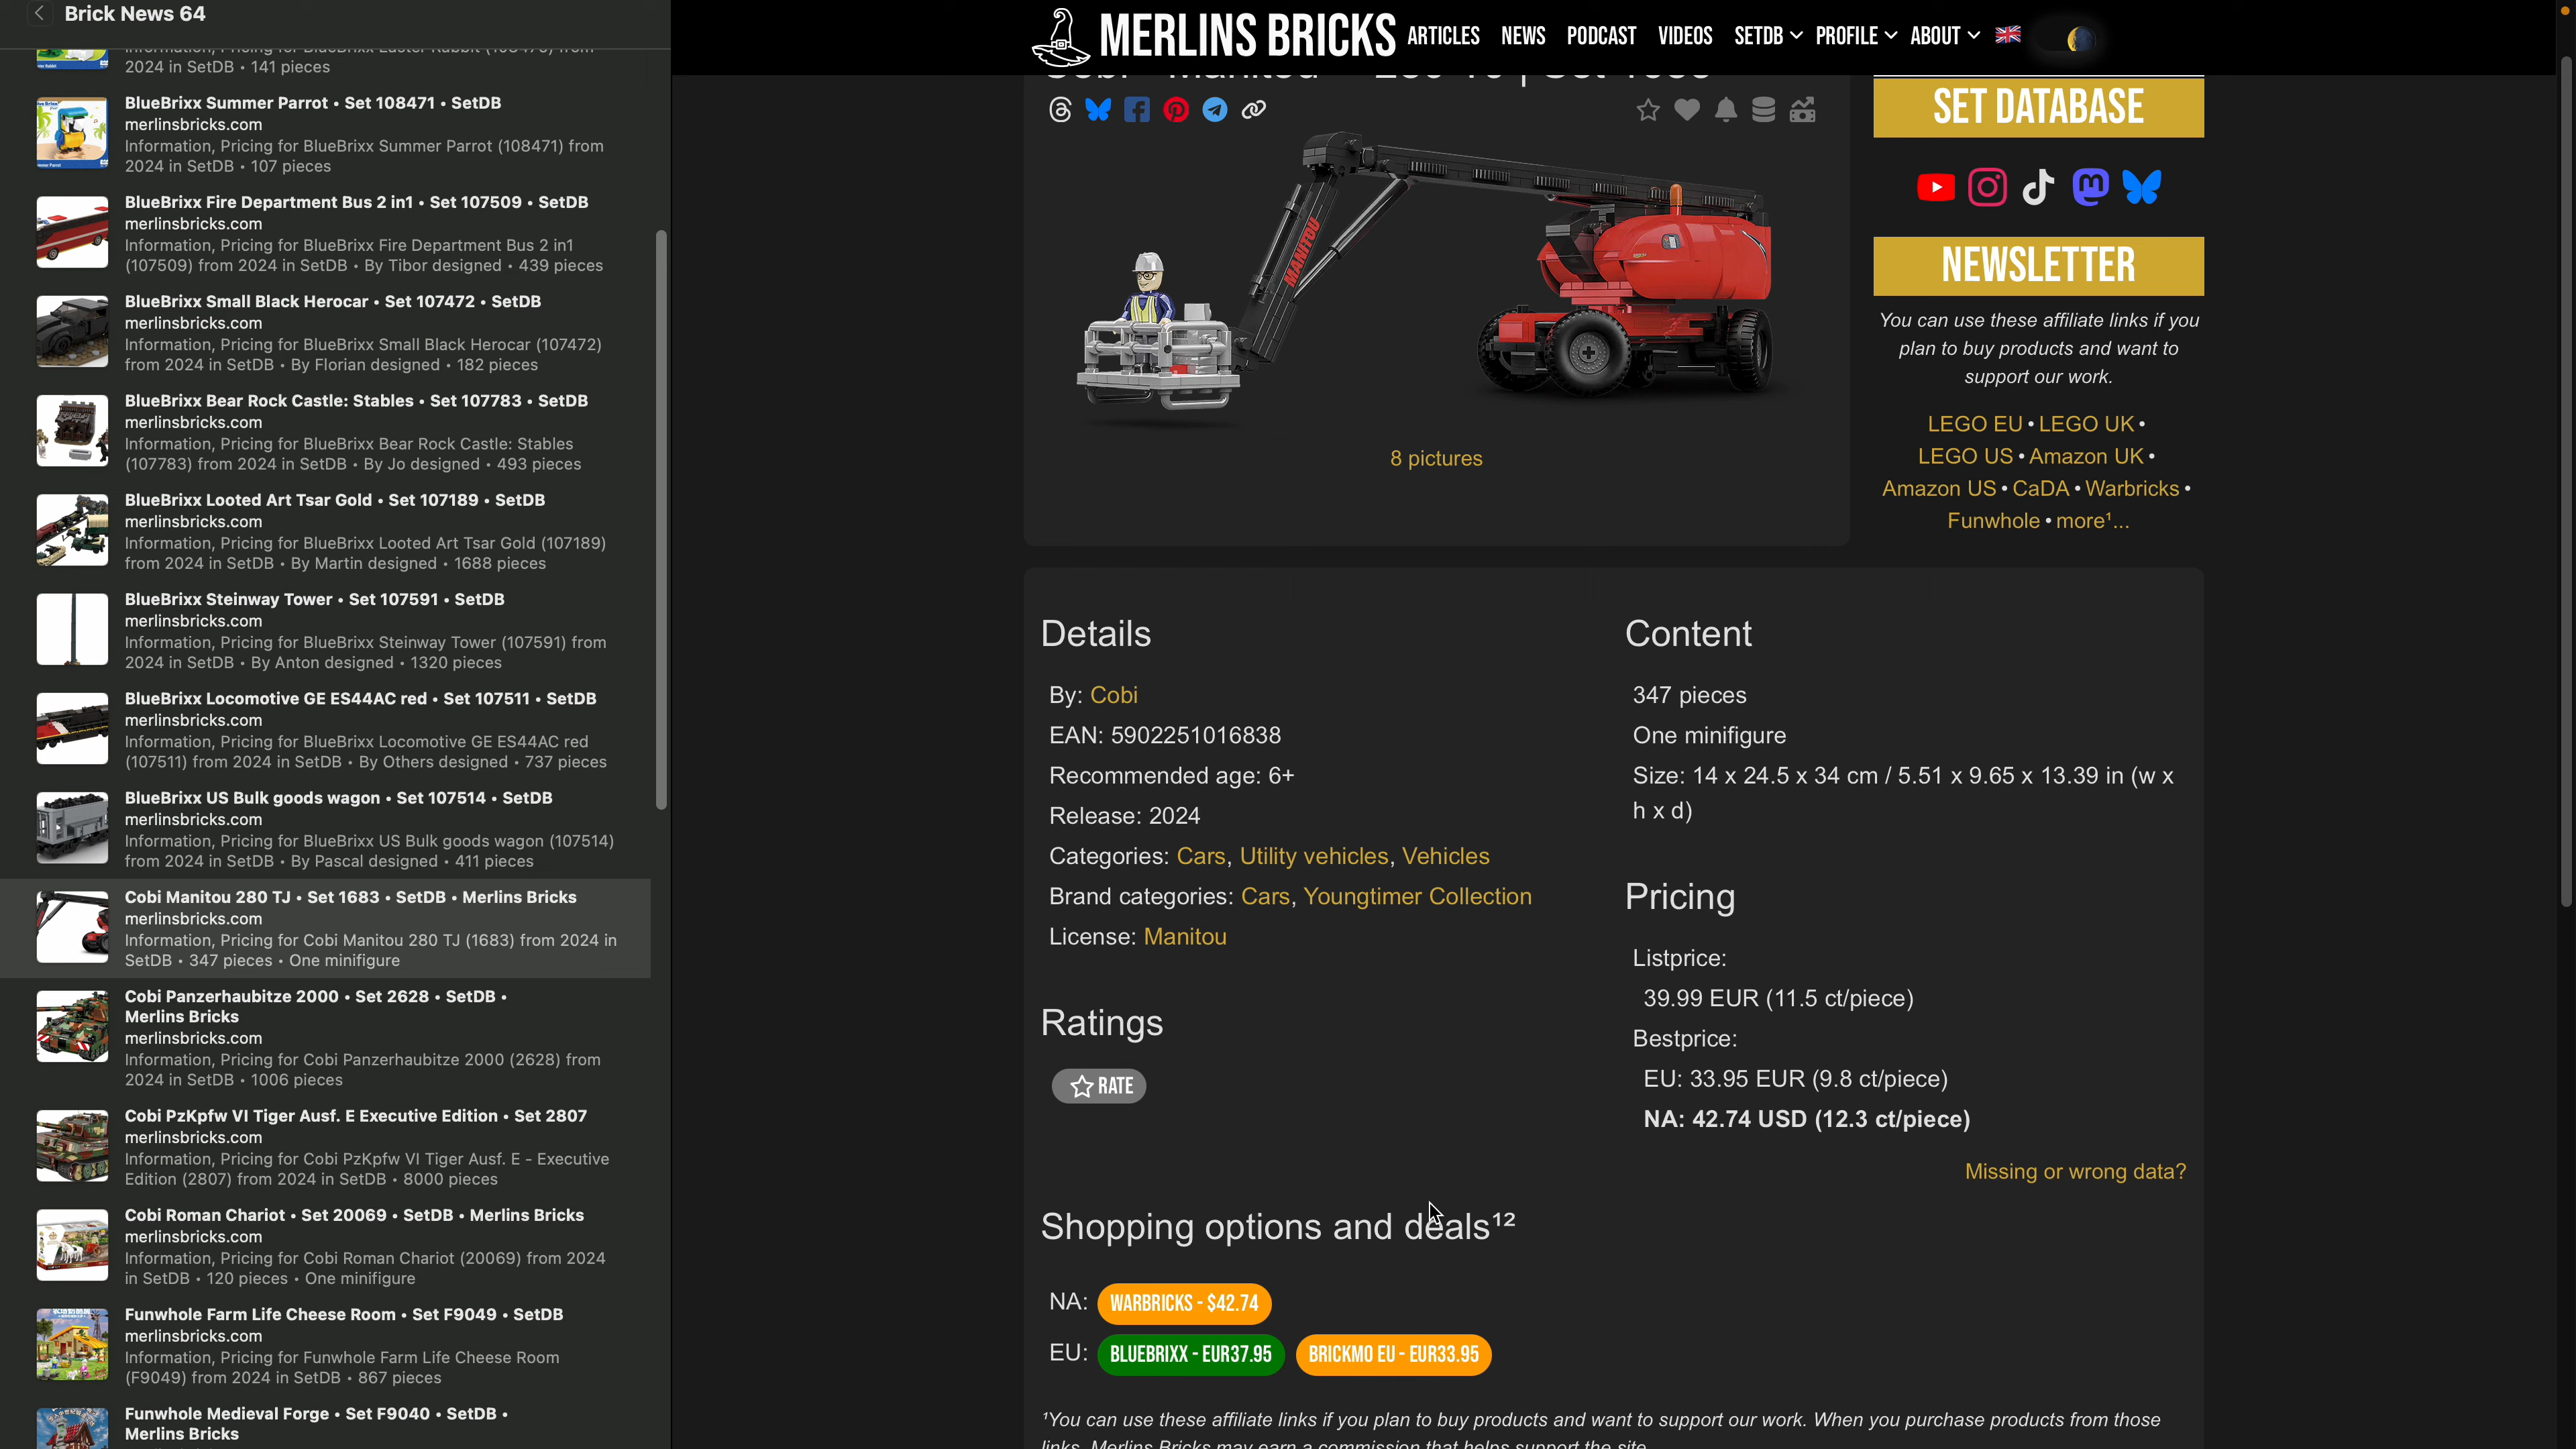 Brick News 64
2024 in SetDB • 141 pieces
BlueBrixx Summer Parrot • Set 108471 • SetDB
merlinsbricks.com
Information, Pricing for BlueBrixx Summer Parrot (108471) from
2024 in SetDB • 107 pieces
BlueBrixx Fire Department Bus 2 in1 • Set 107509 • SetDB
merlinsbricks.com
Information, Pricing for BlueBrixx Fire Department Bus 2 in1
(107509) from 2024 in SetDB • By Tibor designed • 439 pieces
BlueBrixx Small Black Herocar • Set 107472 • SetDB
merlinsbricks.com
Information, Pricing for BlueBrixx Small Black Herocar (107472)
from 2024 in SetDB • By Florian designed • 182 pieces
BlueBrixx Bear Rock Castle: Stables • Set 107783 • SetDB
merlinsbricks.com
Information, Pricing for BlueBrixx Bear Rock Castle: Stables
(107783) from 2024 in SetDB • By Jo designed • 493 pieces
BlueBrixx Looted Art Tsar Gold • Set 107189 • SetDB
merlinsbricks.com
Information, Pricing for BlueBrixx Looted Art Tsar Gold (107189)
from 2024 in SetDB • By Martin designed • 1688 pieces
BlueBrixx Steinway Tower • Set 107591 • SetDB
merlinsbricks.com
Information, Pricing for BlueBrixx Steinway Tower (107591) from
2024 in SetDB • By Anton designed • 1320 pieces
BlueBrixx Locomotive GE ES44AC red • Set 107511 • SetDB
merlinsbricks.com
Information, Pricing for BlueBrixx Locomotive GE ES44AC red
(107511) from 2024 in SetDB • By Others designed • 737 pieces
BlueBrixx US Bulk goods wagon • Set 107514 • SetDB
merlinsbricks.com
Information, Pricing for BlueBrixx US Bulk goods wagon (107514)
from 2024 in SetDB • By Pascal designed • 411 pieces
Cobi Manitou 280 TJ • Set 1683 • SetDB • Merlins Bricks
merlinsbricks.com
Information, Pricing for Cobi Manitou 280 TJ (1683) from 2024 in
SetDB • 347 pieces • One minifigure
Cobi Panzerhaubitze 2000 • Set 2628 • SetDB •
Merlins Bricks
merlinsbricks.com
Information, Pricing for Cobi Panzerhaubitze 2000 (2628) from
2024 in SetDB • 1006 pieces
Cobi PzKpfw VI Tiger Ausf. E Executive Edition • Set 2807
merlinsbricks.com
Information, Pricing for Cobi PzKpfw VI Tiger Ausf. E - Executive
Edition (2807) from 2024 in SetDB • 8000 pieces
Cobi Roman Chariot • Set 20069 • SetDB • Merlins Bricks
merlinsbricks.com
Information, Pricing for Cobi Roman Chariot (20069) from 2024
in SetDB • 120 pieces • One minifigure
Funwhole Farm Life Cheese Room • Set F9049 • SetDB
merlinsbricks.com
Information, Pricing for Funwhole Farm Life Cheese Room
(F9049) from 2024 in SetDB • 867 pieces
Funwhole Medieval Forge • Set F9040 • SetDB •
Merlins Bricks
MERLINS BRICKS ARTICLES NEWS PODCAST VIDEOS SETDB PROFILE ABOUT
MANITOU
8 pictures
SET DATABASE
NEWSLETTER
You can use these affiliate links if you
plan to buy products and want to
support our work.
LEGO EU • LEGO UK •
LEGO US • Amazon UK •
Amazon US • CaDA • Warbricks •
Funwhole • more¹...
Details
By: Cobi
EAN: 5902251016838
Recommended age: 6+
Release: 2024
Categories: Cars, Utility vehicles, Vehicles
Brand categories: Cars, Youngtimer Collection
License: Manitou
Ratings
RATE
Content
347 pieces
One minifigure
Size: 14 x 24.5 x 34 cm / 5.51 x 9.65 x 13.39 in (w x
h x d)
Pricing
Listprice:
39.99 EUR (11.5 ct/piece)
Bestprice:
EU: 33.95 EUR (9.8 ct/piece)
NA: 42.74 USD (12.3 ct/piece)
Missing or wrong data?
Shopping options and deals¹²
NA: WARBRICKS - $42.74
EU: BLUEBRIXX - EUR37.95 BRICKMO EU - EUR33.95
¹You can use these affiliate links if you plan to buy products and want to support our work. When you purchase products from those
links, Merlins Bricks may earn a commission that helps support the site.